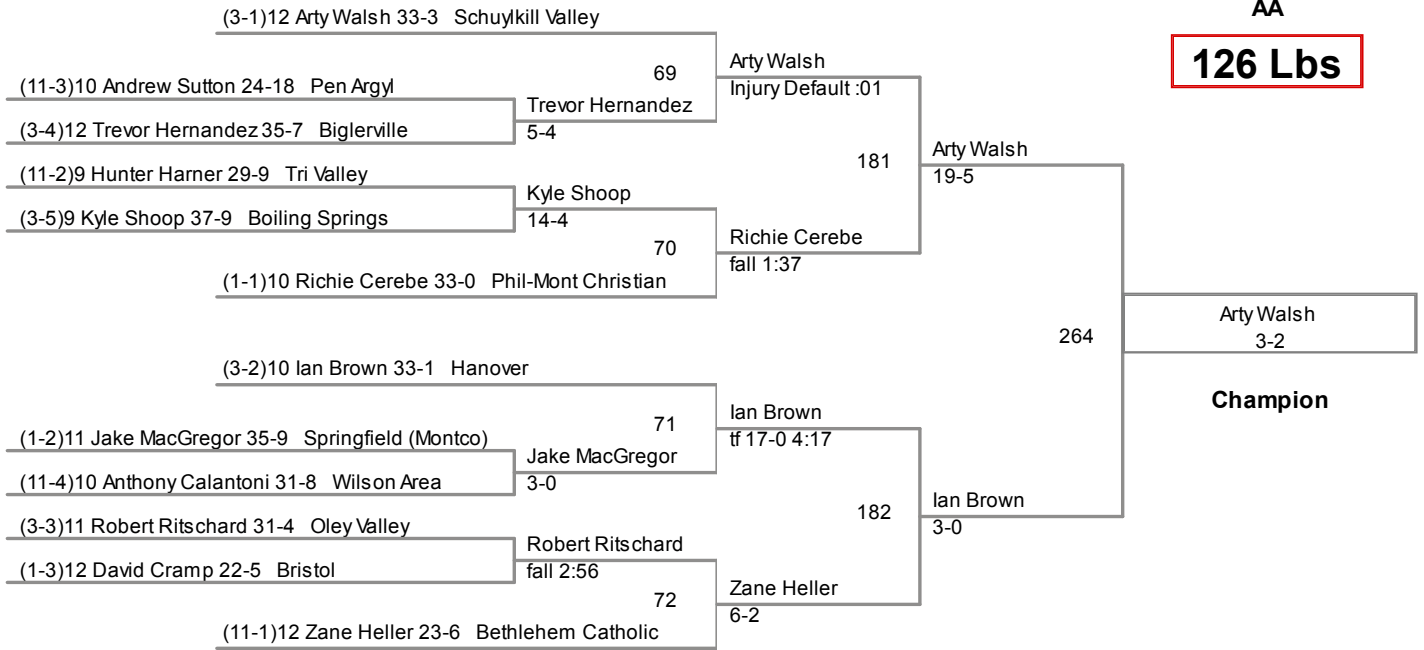 (3-1)12 Arty Walsh 33-3 Schuylkill Valley
AA
126 Lbs
69
Arty Walsh
Injury Default :01
(11-3)10 Andrew Sutton 24-18 Pen Argyl
Trevor Hernandez
5-4
(3-4)12 Trevor Hernandez 35-7 Biglerville
181
Arty Walsh
19-5
(11-2)9 Hunter Harner 29-9 Tri Valley
Kyle Shoop
14-4
(3-5)9 Kyle Shoop 37-9 Boiling Springs
70
Richie Cerebe
fall 1:37
(1-1)10 Richie Cerebe 33-0 Phil-Mont Christian
264
Arty Walsh
3-2
Champion
(3-2)10 Ian Brown 33-1 Hanover
71
Ian Brown
tf 17-0 4:17
(1-2)11 Jake MacGregor 35-9 Springfield (Montco)
Jake MacGregor
3-0
(11-4)10 Anthony Calantoni 31-8 Wilson Area
182
Ian Brown
3-0
(3-3)11 Robert Ritschard 31-4 Oley Valley
Robert Ritschard
fall 2:56
(1-3)12 David Cramp 22-5 Bristol
72
Zane Heller
6-2
(11-1)12 Zane Heller 23-6 Bethlehem Catholic